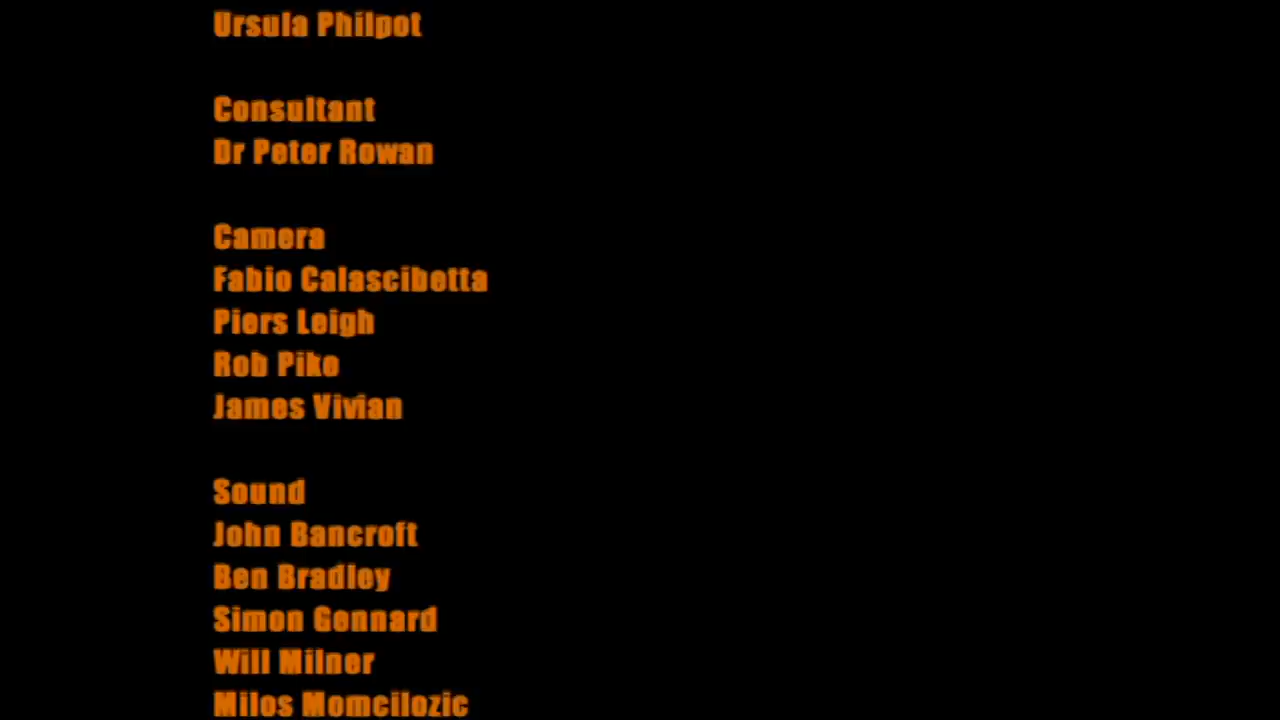 Ursula Philpot
Consultant
Dr Peter Rowan
Camera
Fabio Calascibetta
Piers Leigh
Rob Pike
James Vivian
Sound
John Bancroft
Ben Bradley
Simon Gennard
Will Milner
Milos Momcilozic